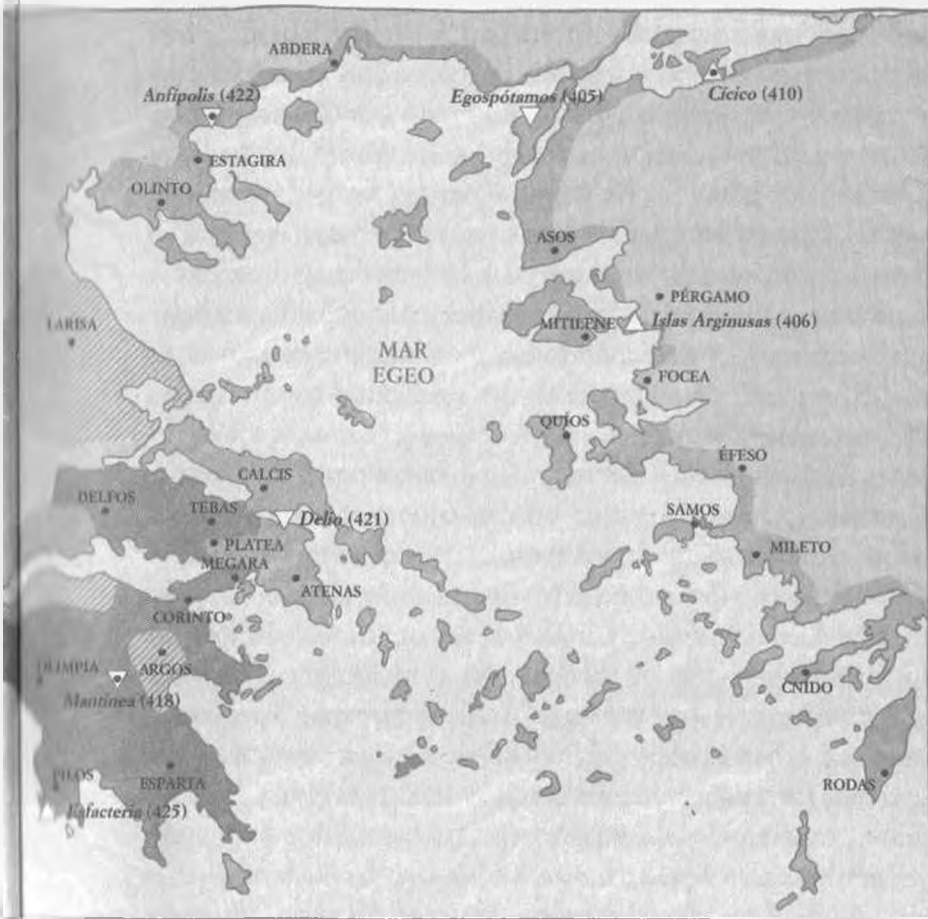 ABDERA
Anfípolis (422)
Egospótamos (405)
Cícico (410)
ESTAGIRA
OLINTO
ASOS
PÉRGAMO
LARISA
MITILENE
Islas Arginusas (406)
MAR
EGEO
FOCEA
QUÍOS
CALCIS
ÉFESO
DELFOS
TEBAS
Delio (421)
SAMOS
PLATEA
MILETO
MEGARA
ATENAS
CORINTO
OLIMPIA
ARGOS
CNIDO
Mantinea (418)
PILOS
ESPARTA
RODAS
Esfacteria (425)